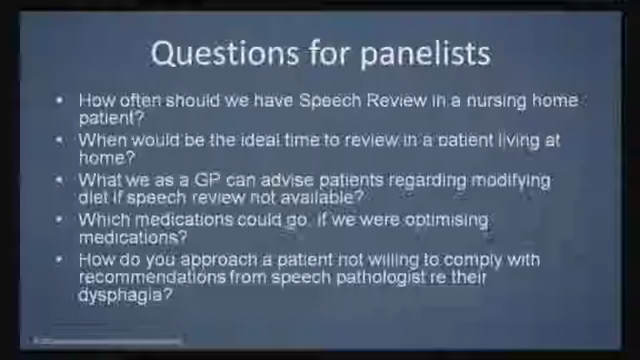 Questions for panelists
• How often should we have Speech Review in a nursing home
patient?
• When would be the ideal time to review in a patient living at
home?
• What we as a GP can advise patients regarding modifying
diet if speech review not available?
• Which medications could go, if we were optimising
medications?
• How do you approach a patient not willing to comply with
recommendations from speech pathologist re their
dysphagia?